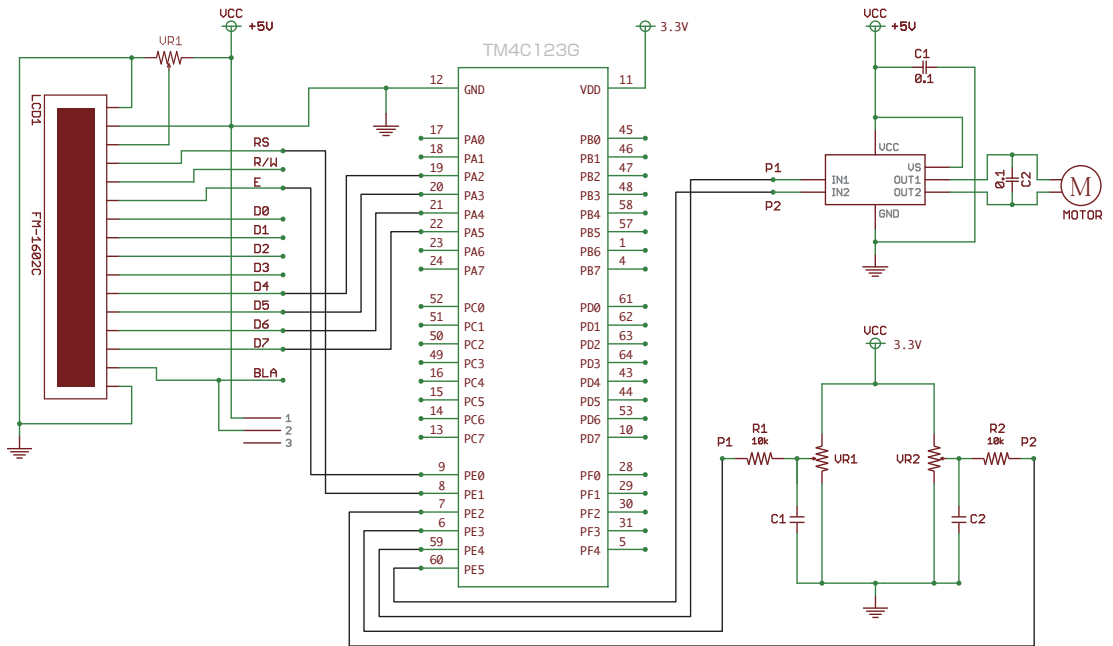 VCC
+5V
VR1
LCD1
FM-1602C
RS
R/W
E
D0
D1
D2
D3
D4
D5
D6
D7
BLA
1
2
3
TM4C123G
3.3V
12 GND VDD 11
17 PA0 PB0 45
18 PA1 PB1 46
19 PA2 PB2 47
20 PA3 PB3 48
21 PA4 PB4 58
22 PA5 PB5 57
23 PA6 PB6 1
24 PA7 PB7 4
52 PC0 PD0 61
51 PC1 PD1 62
50 PC2 PD2 63
49 PC3 PD3 64
16 PC4 PD4 43
15 PC5 PD5 44
14 PC6 PD6 53
13 PC7 PD7 10
9 PE0 PF0 28
8 PE1 PF1 29
7 PE2 PF2 30
6 PE3 PF3 31
59 PE4 PF4 5
60 PE5
VCC
+5V
C1
0.1
VCC
P1
IN1
P2
IN2
VS
OUT1
OUT2
GND
0.1
C2
M
MOTOR
VCC
3.3V
P1
R1
10k
VR1
C1
VR2
R2
10k
P2
C2